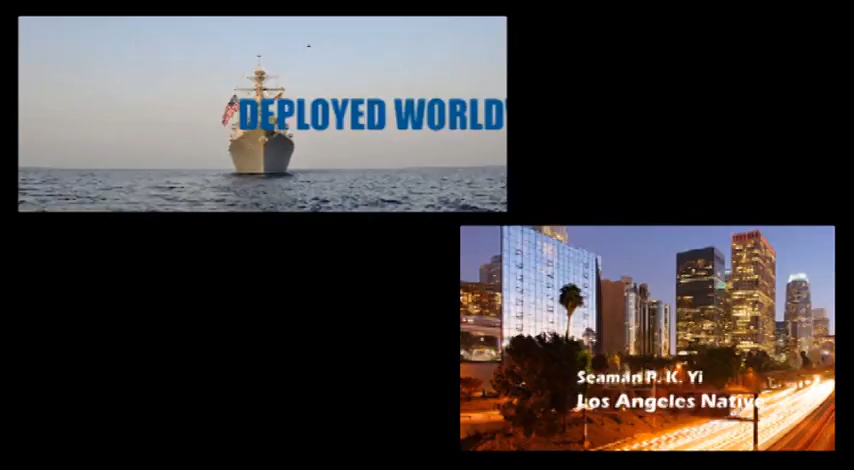 DEPLOYED WORLD
Seaman P. K. Yi
Los Angeles Native